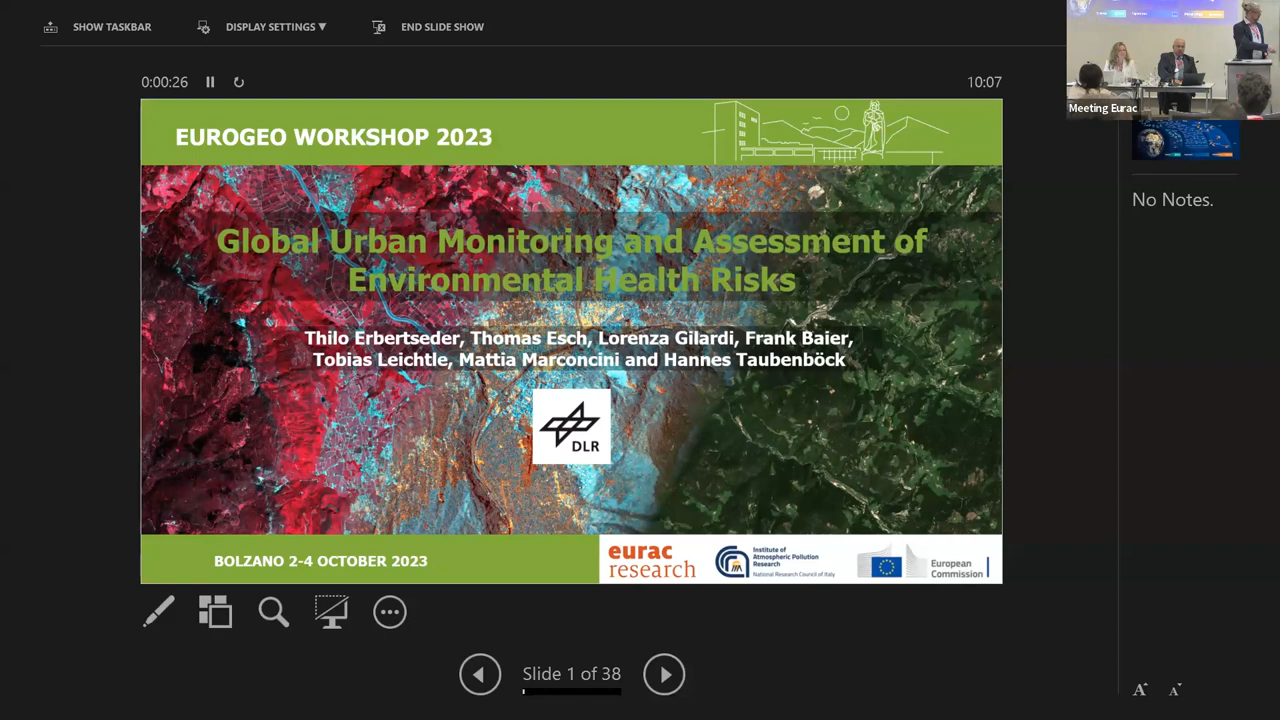 SHOW TASKBAR
DISPLAY SETTINGS ▼
END SLIDE SHOW
0:00:26
10:07
Meeting Eurac
EUROGEO WORKSHOP 2023
Global Urban Monitoring and Assessment of
Environmental Health Risks
Thilo Erbertseder, Thomas Esch, Lorenza Gilardi, Frank Baier,
Tobias Leichtle, Mattia Marconcini and Hannes Taubenböck
DLR
BOLZANO 2-4 OCTOBER 2023
eurac
research
Institute of
Atmospheric Pollution
Research
National Research Council of Italy
European
Commission
No Notes.
Slide 1 of 38
A
A